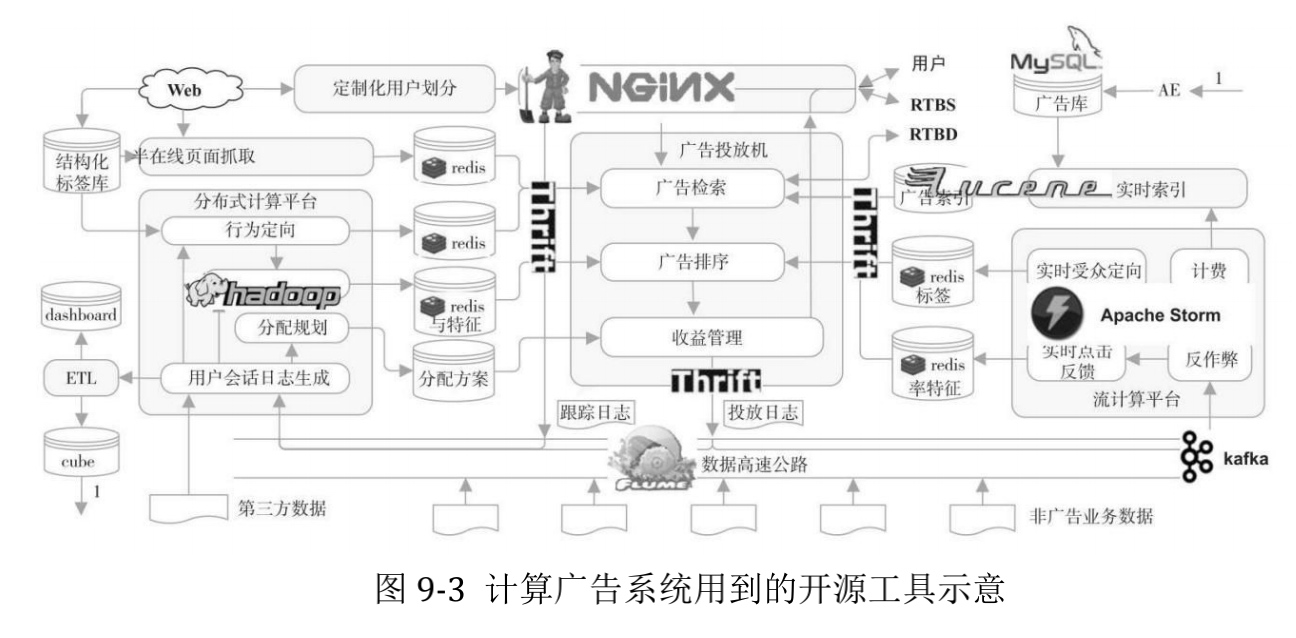 Web
定制化用户划分
NGiNX
用户
RTBS
RTBD
MySQL
广告库
AE
1
结构化
标签库
半在线页面抓取
redis
广告投放机
广告检索
Thrift
广告索引
Lucene
实时索引
分布式计算平台
行为定向
redis
广告排序
Thrift
redis
标签
实时受众定向
计费
hadoop
redis
与特征
Apache Storm
dashboard
分配规划
分配方案
收益管理
redis
率特征
实时点击
反馈
反作弊
ETL
用户会话日志生成
Thrift
流计算平台
跟踪日志
投放日志
cube
FLUME
数据高速公路
kafka
1
第三方数据
非广告业务数据
图 9-3 计算广告系统用到的开源工具示意